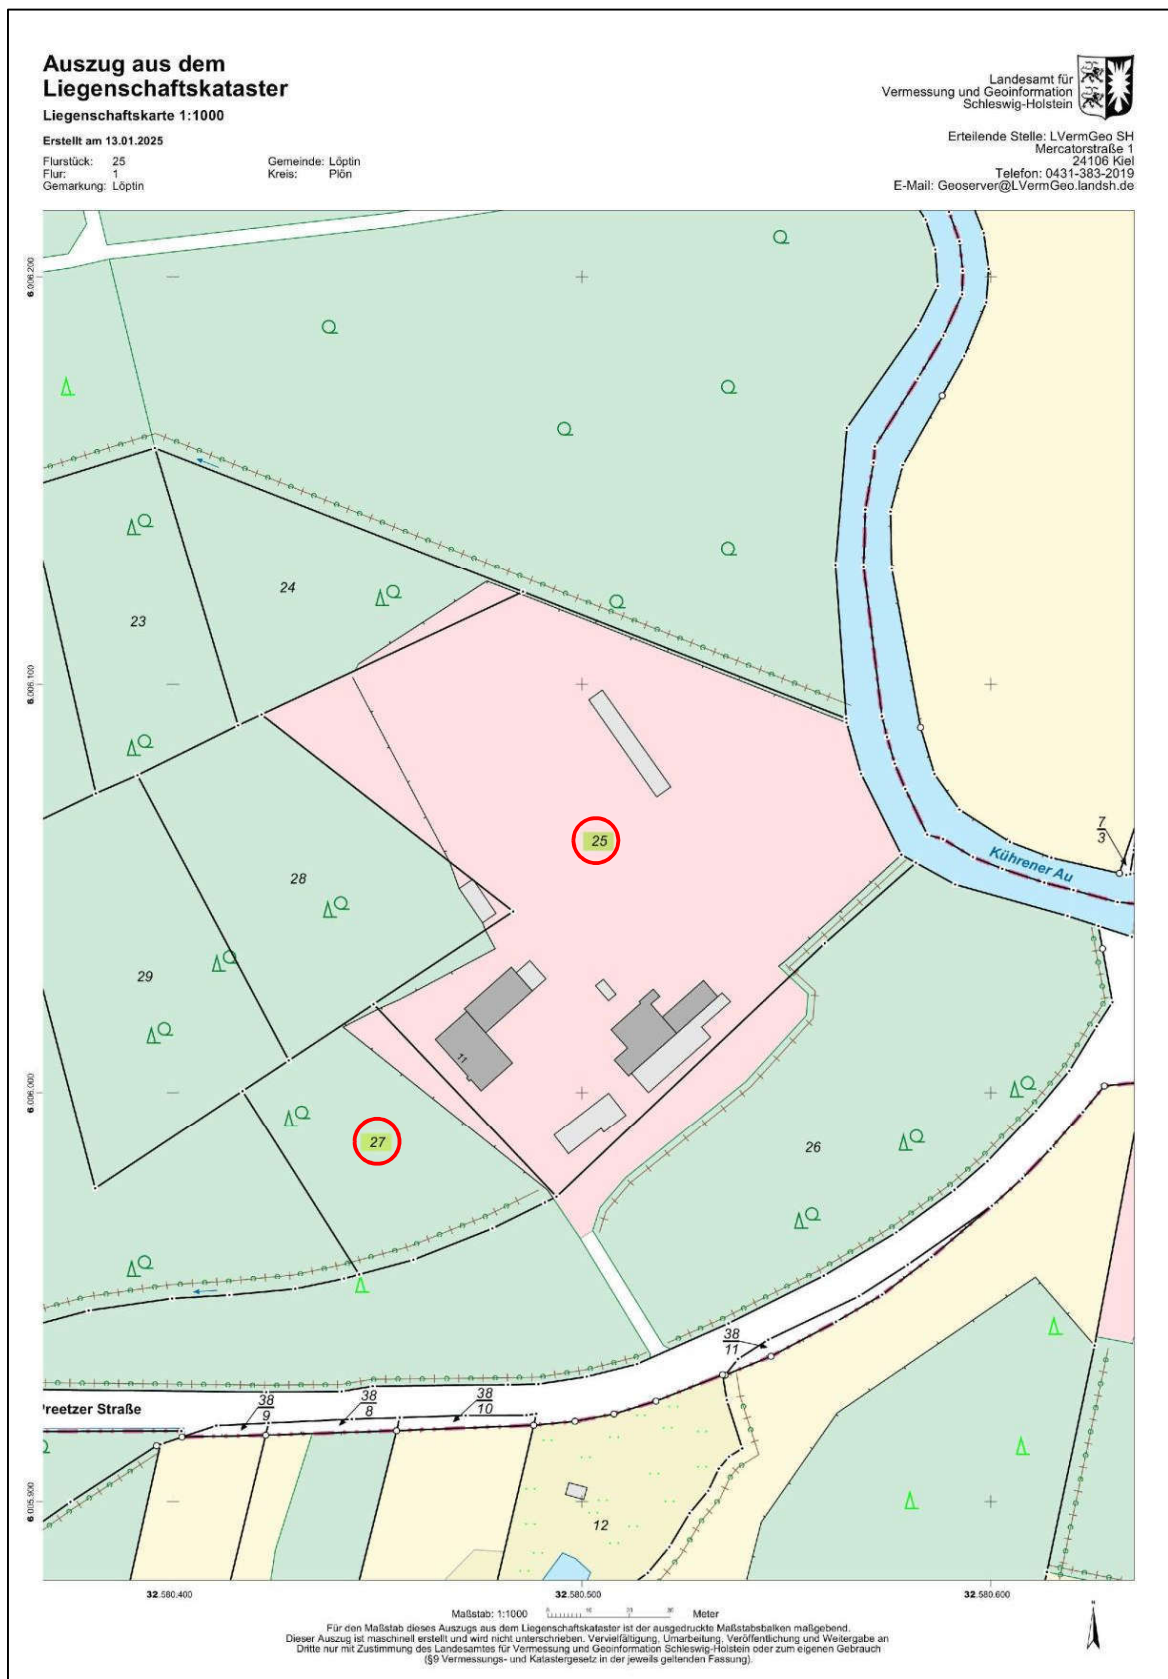 Auszug aus dem
Liegenschaftskataster
Liegenschaftskarte 1:1000
Erstellt am 13.01.2025
Flurstück: 25
Flur: 1
Gemarkung: Löptin
Gemeinde: Löptin
Kreis: Plön
Landesamt für
Vermessung und Geoinformation
Schleswig-Holstein
Erteilende Stelle: LVermGeo SH
Mercatorstraße 1
24106 Kiel
Telefon: 0431-383-2019
E-Mail: Geoserver@LVermGeo.landsh.de
6.006.200
24
23
6.006.100
25
7
3
Kührener Au
28
29
11
6.006.000
27
26
38
11
38
9
38
8
38
10
Preetzer Straße
6.005.900
12
32.580.400
32.580.500
32.580.600
Maßstab: 1:1000
Meter
Für den Maßstab dieses Auszugs aus dem Liegenschaftskataster ist der ausgedruckte Maßstabsbalken maßgebend.
Dieser Auszug ist maschinell erstellt und wird nicht unterschrieben. Vervielfältigung, Umarbeitung, Veröffentlichung und Weitergabe an
Dritte nur mit Zustimmung des Landesamtes für Vermessung und Geoinformation Schleswig-Holstein oder zum eigenen Gebrauch
(§9 Vermessungs- und Katastergesetz in der jeweils geltenden Fassung).